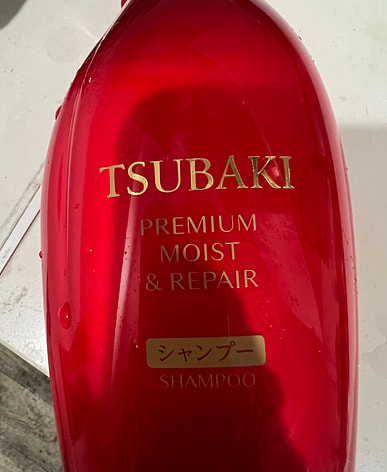 TSUBAKI
PREMIUM
MOIST
& REPAIR
シャンプー
SHAMPOO